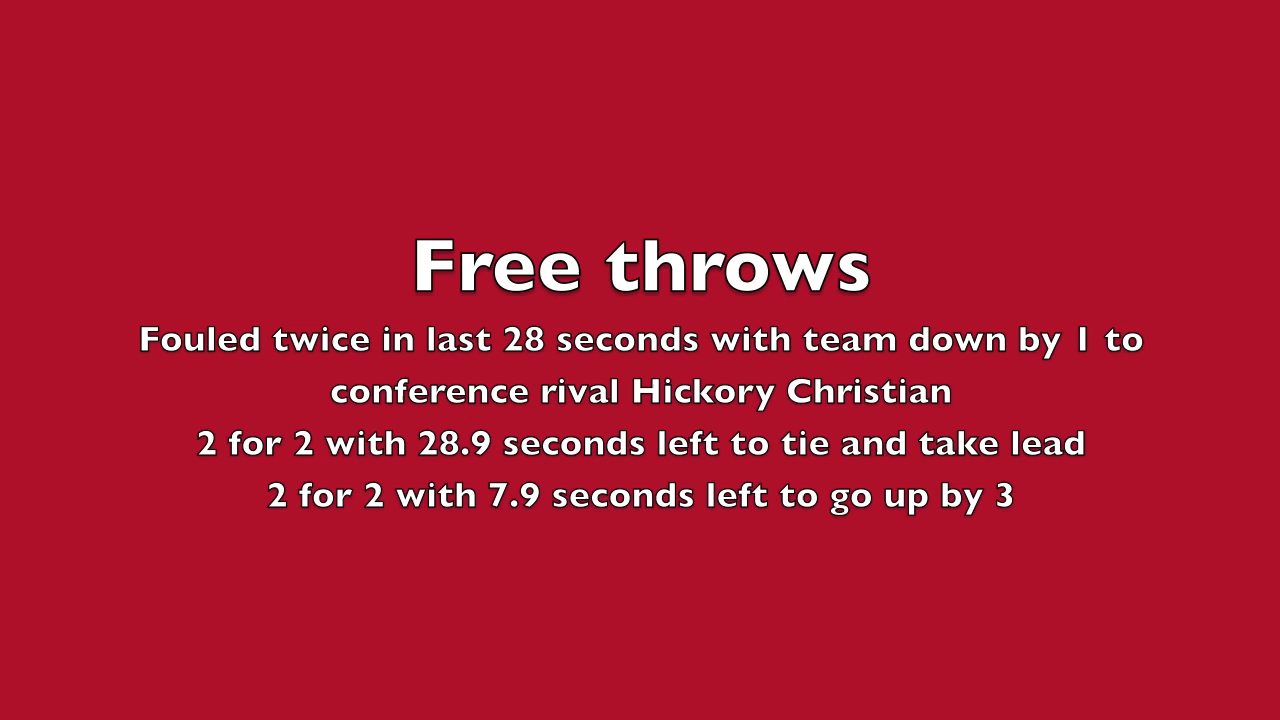 Free throws
Fouled twice in last 28 seconds with team down by 1 to
conference rival Hickory Christian
2 for 2 with 28.9 seconds left to tie and take lead
2 for 2 with 7.9 seconds left to go up by 3